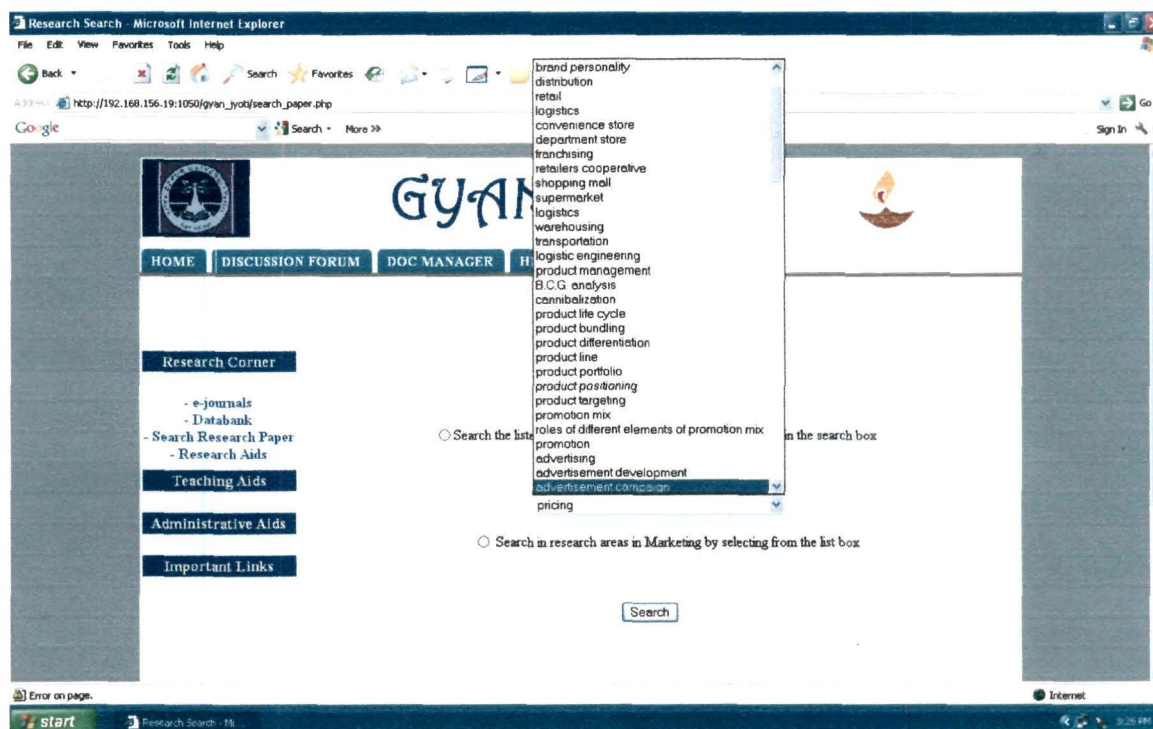 Research Search - Microsoft Internet Explorer
File Edit View Favorites Tools Help
Back Search Favorites
Address http://192.168.156.19:1050/gyan_jyoti/search_paper.php Go
Google Search More >> Sign In
GYAN
HOME DISCUSSION FORUM DOC MANAGER
brand personality
distribution
retail
logistics
convenience store
department store
franchising
retailers cooperative
shopping mall
supermarket
logistics
warehousing
transportation
logistic engineering
product management
B.C.G. analysis
cannibalization
product life cycle
product bundling
product differentiation
product line
product portfolio
product positioning
product targeting
promotion mix
roles of different elements of promotion mix
promotion
advertising
advertisement development
advertisement campaign
pricing
Research Corner
- e-journals
- Databank
- Search Research Paper
- Research Aids
Teaching Aids
Administrative Aids
Important Links
Search the liste in the search box
Search in research areas in Marketing by selecting from the list box
Search
Error on page. Internet
start Research Search - Mi... 3:25 PM